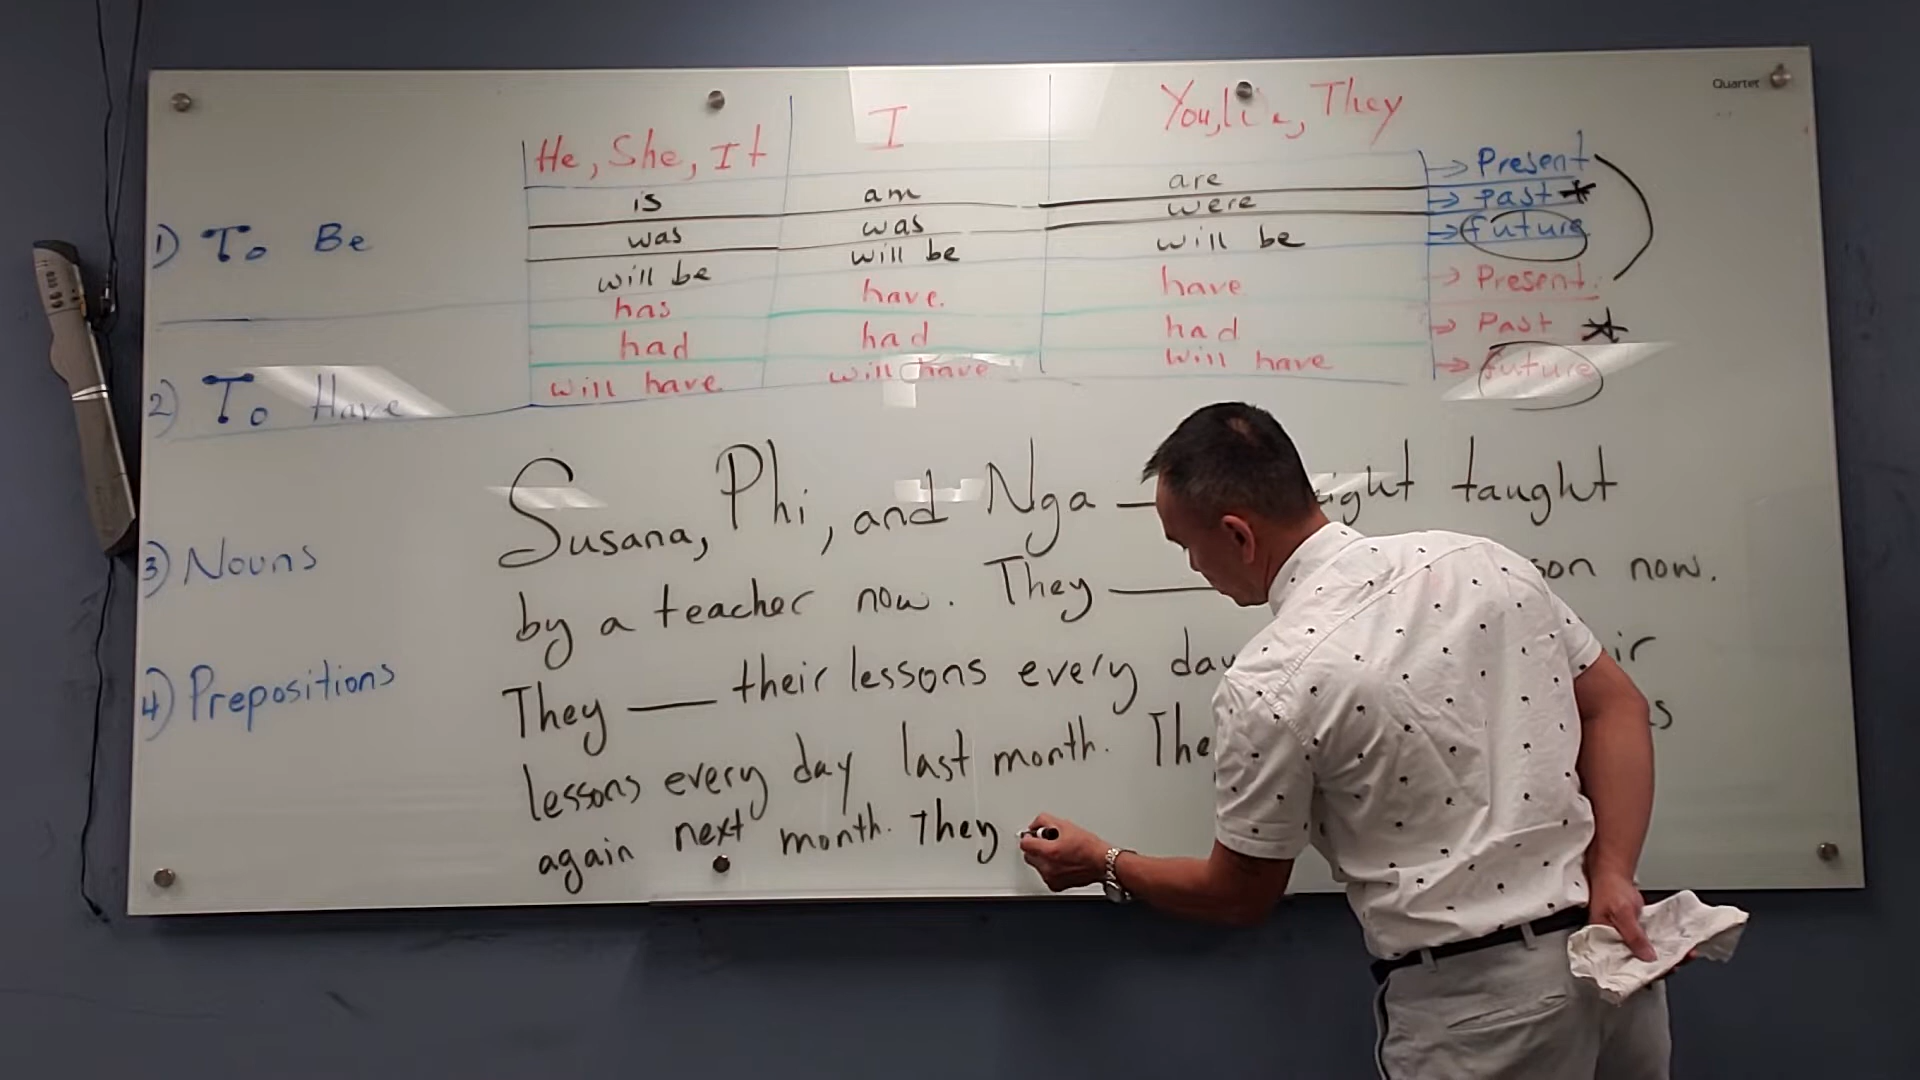 Quartet
He, She, It I You, They
is am are → Present
was was were → Past *
1) To Be will be will be will be → future
has have. have → Present.
had had had → Past *
2) To Have will have will have will have → future
Susana, Phi, and Nga — taught
3) Nouns by a teacher now. They — now.
4) Prepositions They — their lessons every day
lessons every day last month.
again next month. They